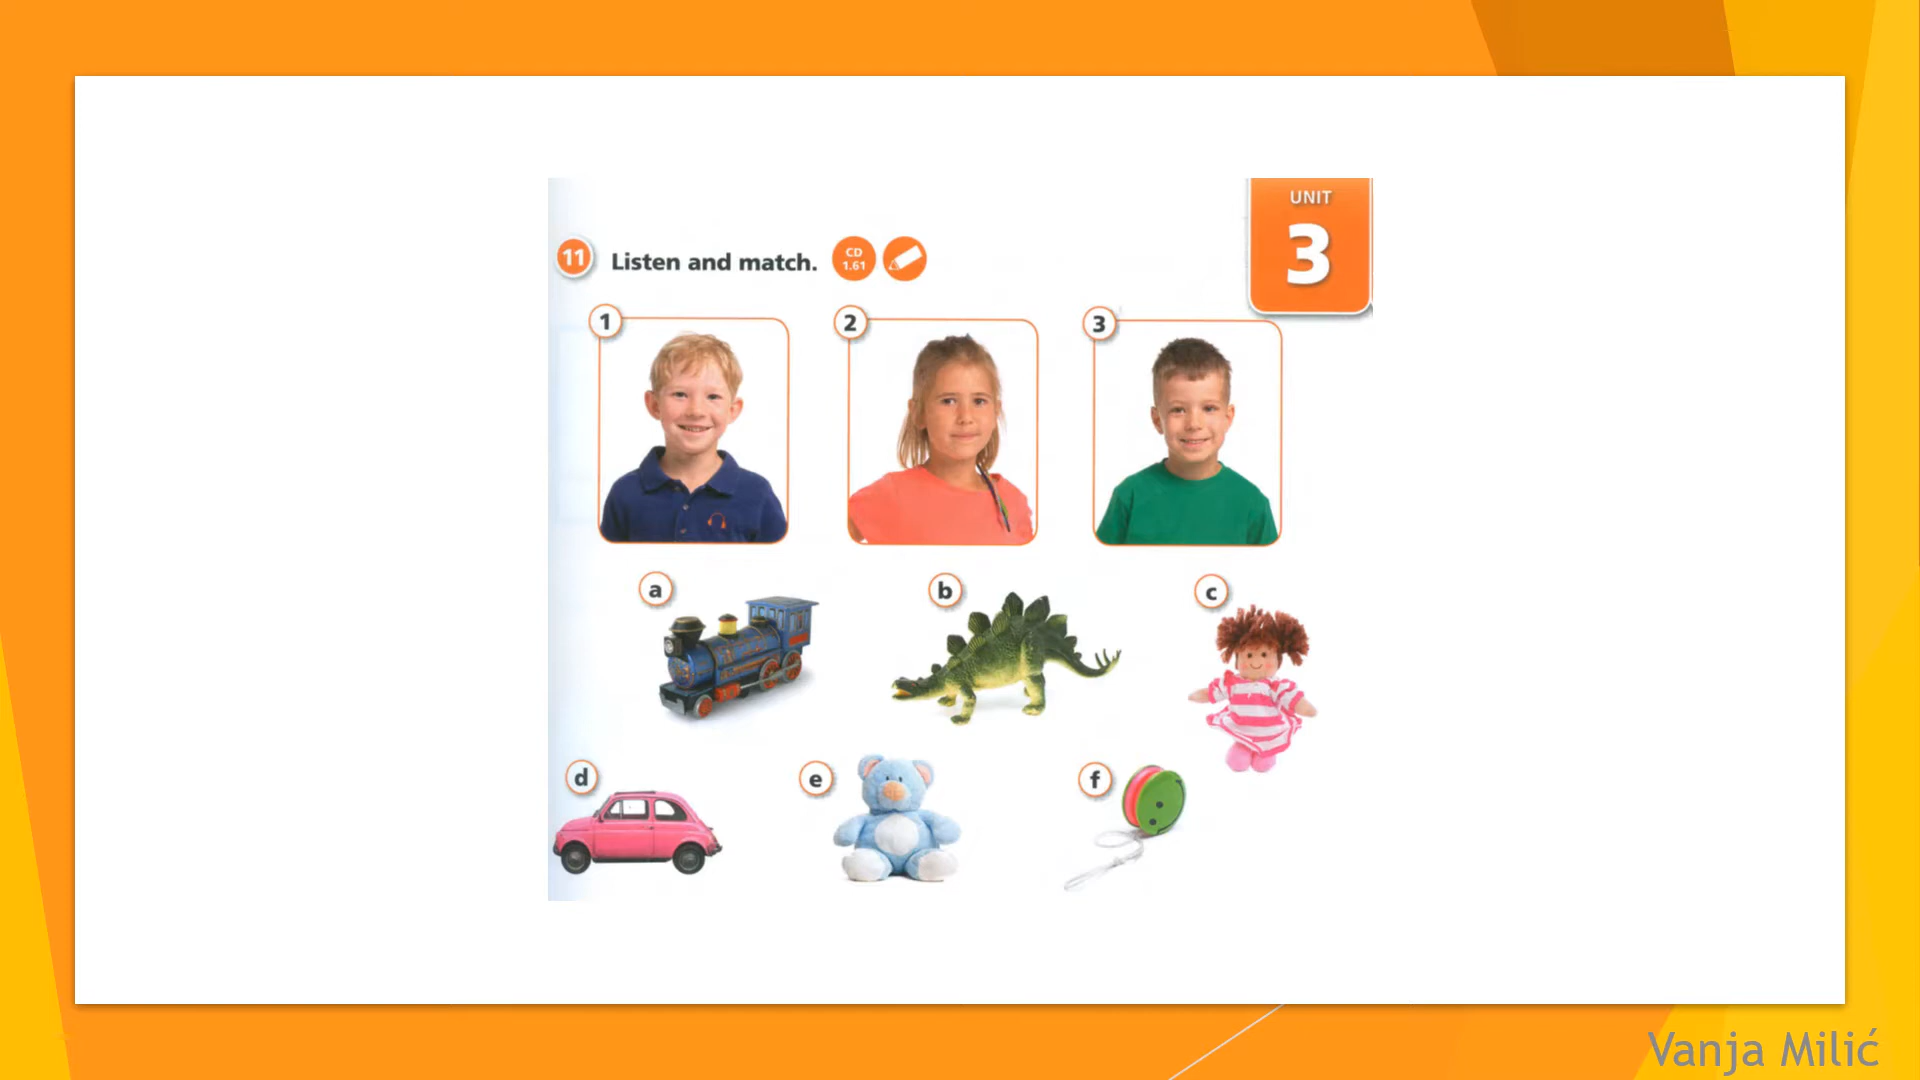 UNIT
3
11 Listen and match. CD 1.61
1 2 3
a b c
d e f
Vanja Milić